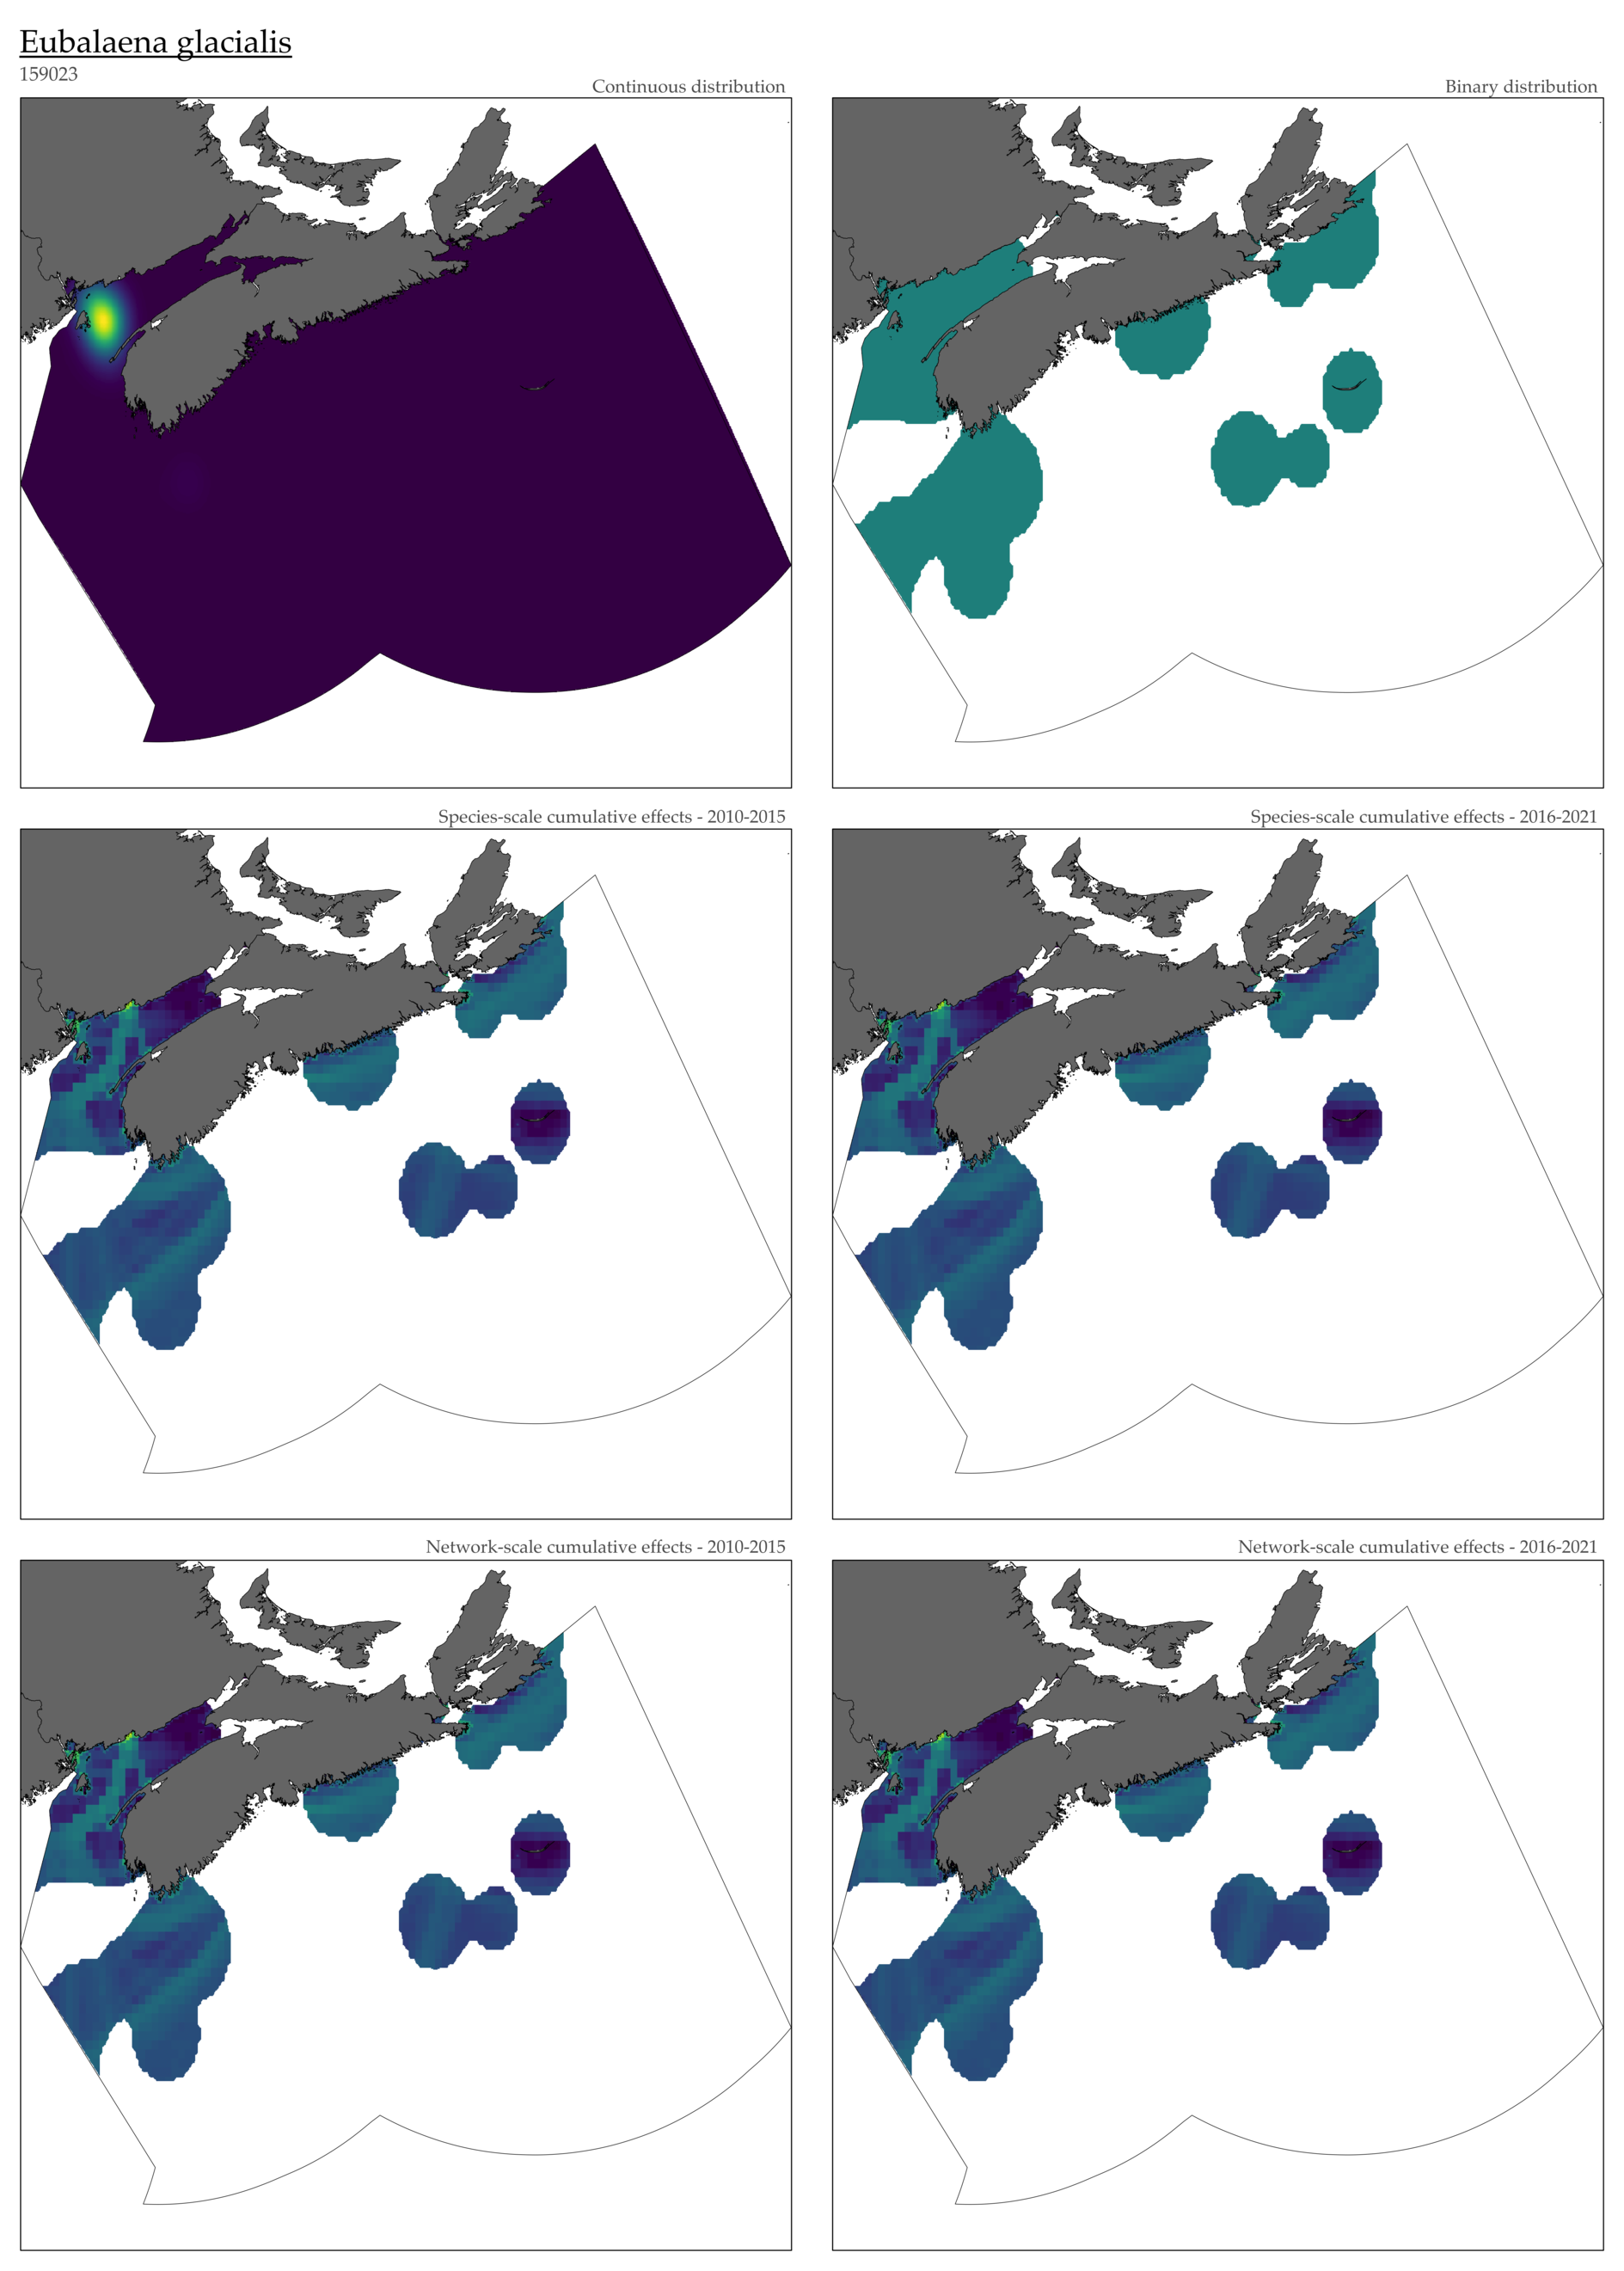 Eubalaena glacialis
159023
Continuous distribution
Binary distribution
Species-scale cumulative effects - 2010-2015
Species-scale cumulative effects - 2016-2021
Network-scale cumulative effects - 2010-2015
Network-scale cumulative effects - 2016-2021